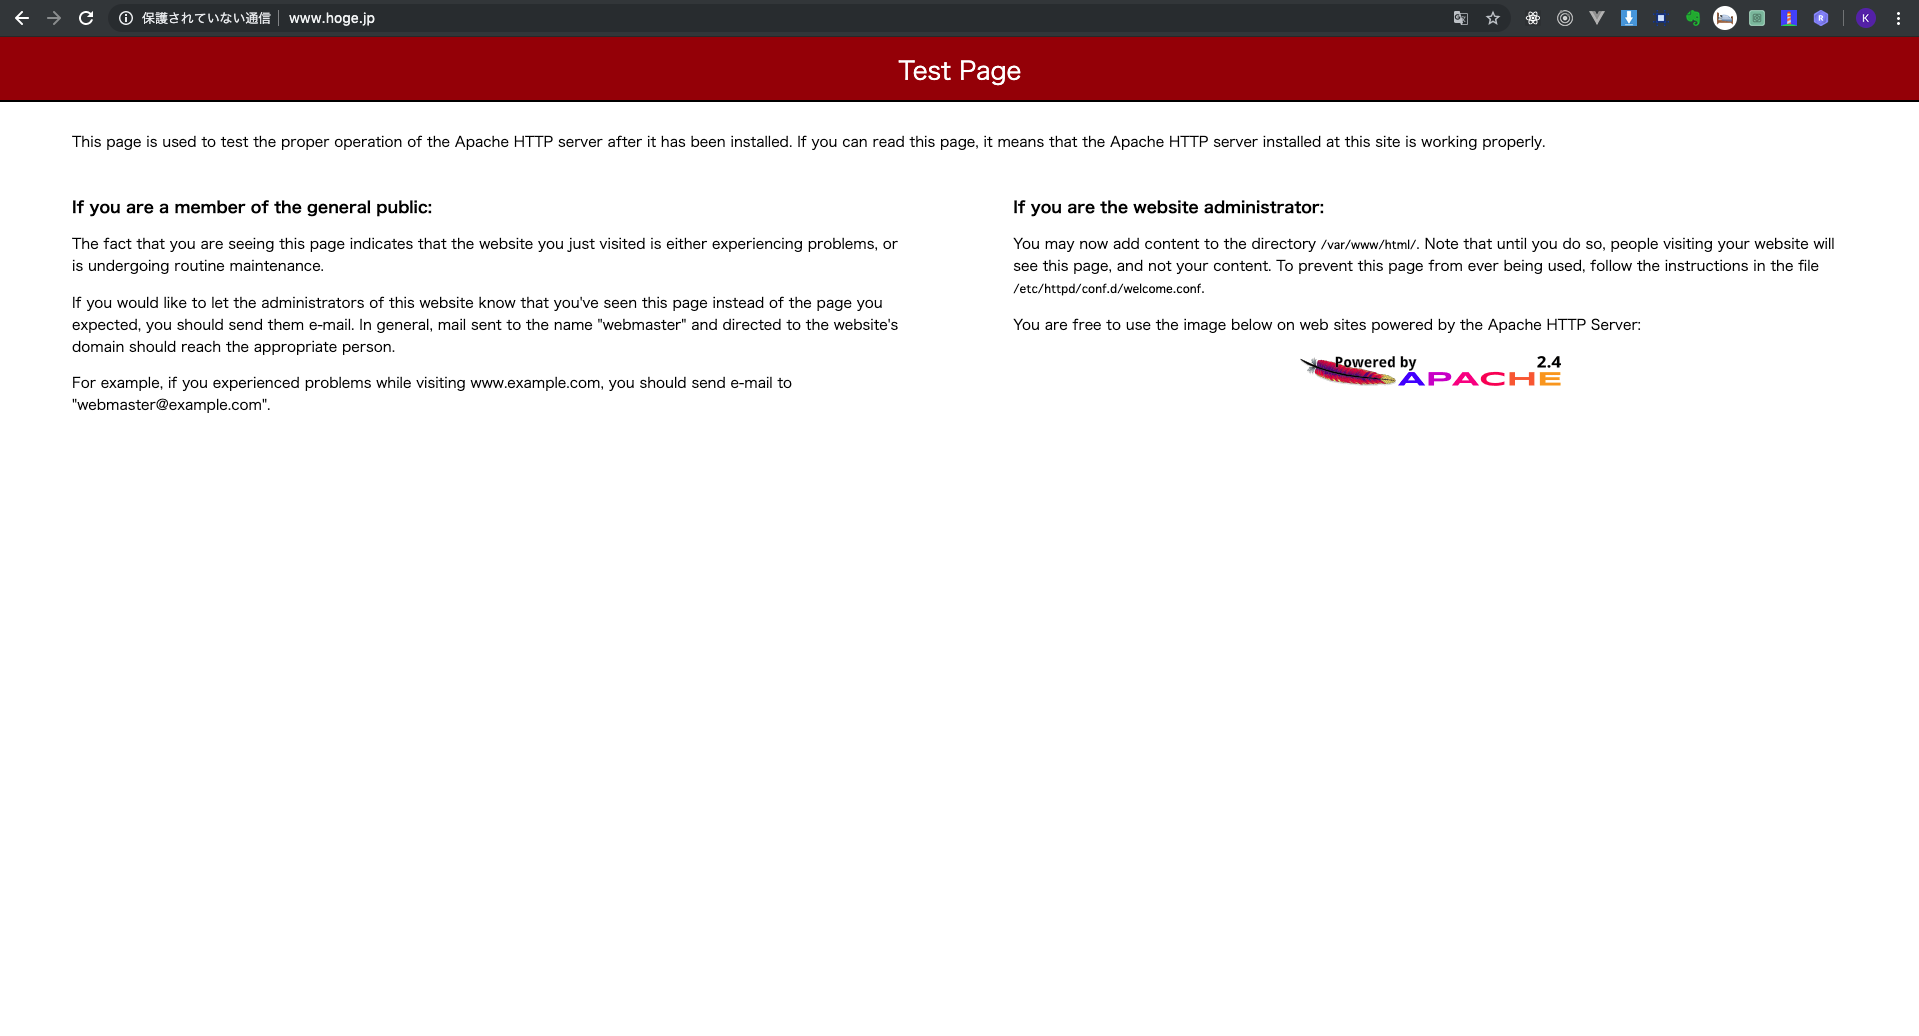 保護されていない通信 | www.hoge.jp
K
Test Page
This page is used to test the proper operation of the Apache HTTP server after it has been installed. If you can read this page, it means that the Apache HTTP server installed at this site is working properly.
If you are a member of the general public:
The fact that you are seeing this page indicates that the website you just visited is either experiencing problems, or
is undergoing routine maintenance.
If you would like to let the administrators of this website know that you've seen this page instead of the page you
expected, you should send them e-mail. In general, mail sent to the name "webmaster" and directed to the website's
domain should reach the appropriate person.
For example, if you experienced problems while visiting www.example.com, you should send e-mail to
"webmaster@example.com".
If you are the website administrator:
You may now add content to the directory /var/www/html/. Note that until you do so, people visiting your website will
see this page, and not your content. To prevent this page from ever being used, follow the instructions in the file
/etc/httpd/conf.d/welcome.conf.
You are free to use the image below on web sites powered by the Apache HTTP Server:
Powered by 2.4
APACHE